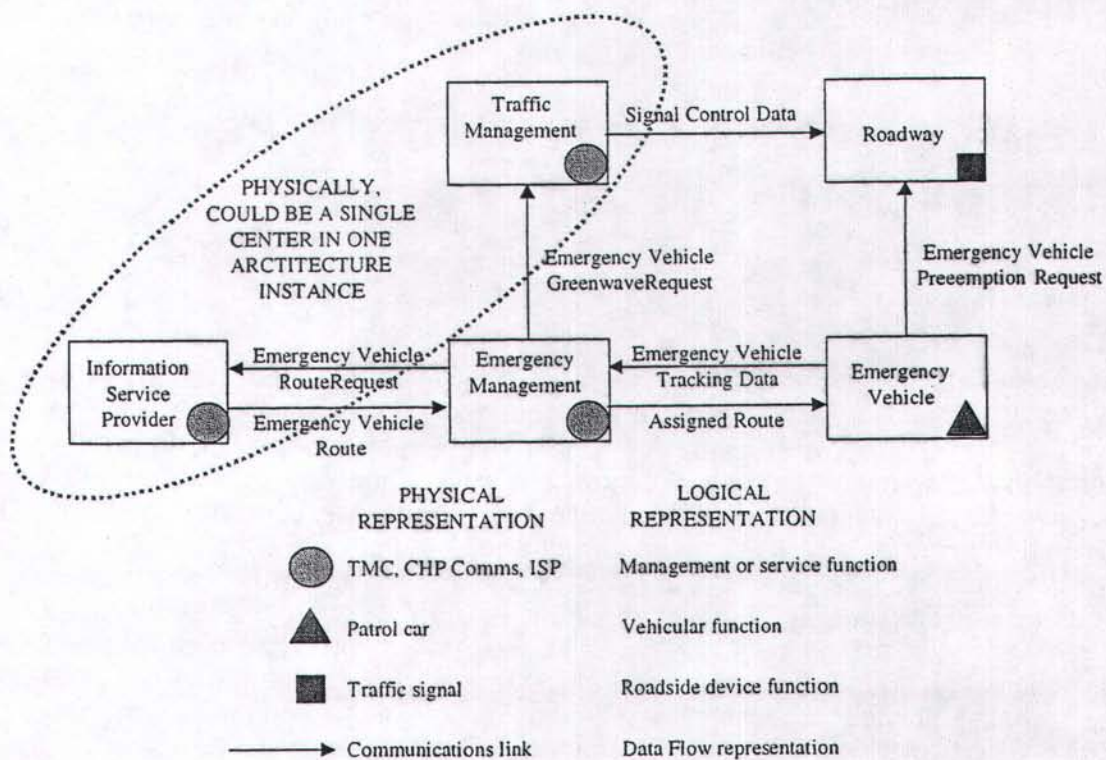 Traffic
Management
Signal Control Data
Roadway
PHYSICALLY,
COULD BE A SINGLE
CENTER IN ONE
ARCTITECTURE
INSTANCE
Emergency Vehicle
GreenwaveRequest
Emergency Vehicle
Preeemption Request
Information
Service
Provider
Emergency Vehicle
RouteRequest
Emergency Vehicle
Route
Emergency
Management
Emergency Vehicle
Tracking Data
Assigned Route
Emergency
Vehicle
PHYSICAL
REPRESENTATION
LOGICAL
REPRESENTATION
TMC, CHP Comms, ISP
Management or service function
Patrol car
Vehicular function
Traffic signal
Roadside device function
Communications link
Data Flow representation